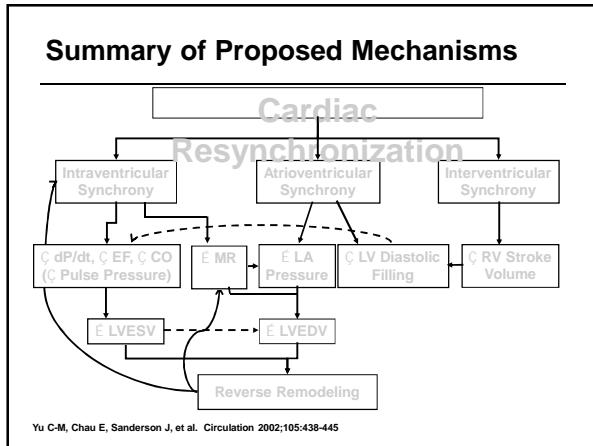 Summary of Proposed Mechanisms
Cardiac
Resynchronization
Intraventricular
Synchrony
Atrioventricular
Synchrony
Interventricular
Synchrony
Ç dP/dt, Ç EF, Ç CO
(Ç Pulse Pressure)
É MR
É LA
Pressure
Ç LV Diastolic
Filling
Ç RV Stroke
Volume
É LVESV
É LVEDV
Reverse Remodeling
Yu C-M, Chau E, Sanderson J, et al. Circulation 2002;105:438-445